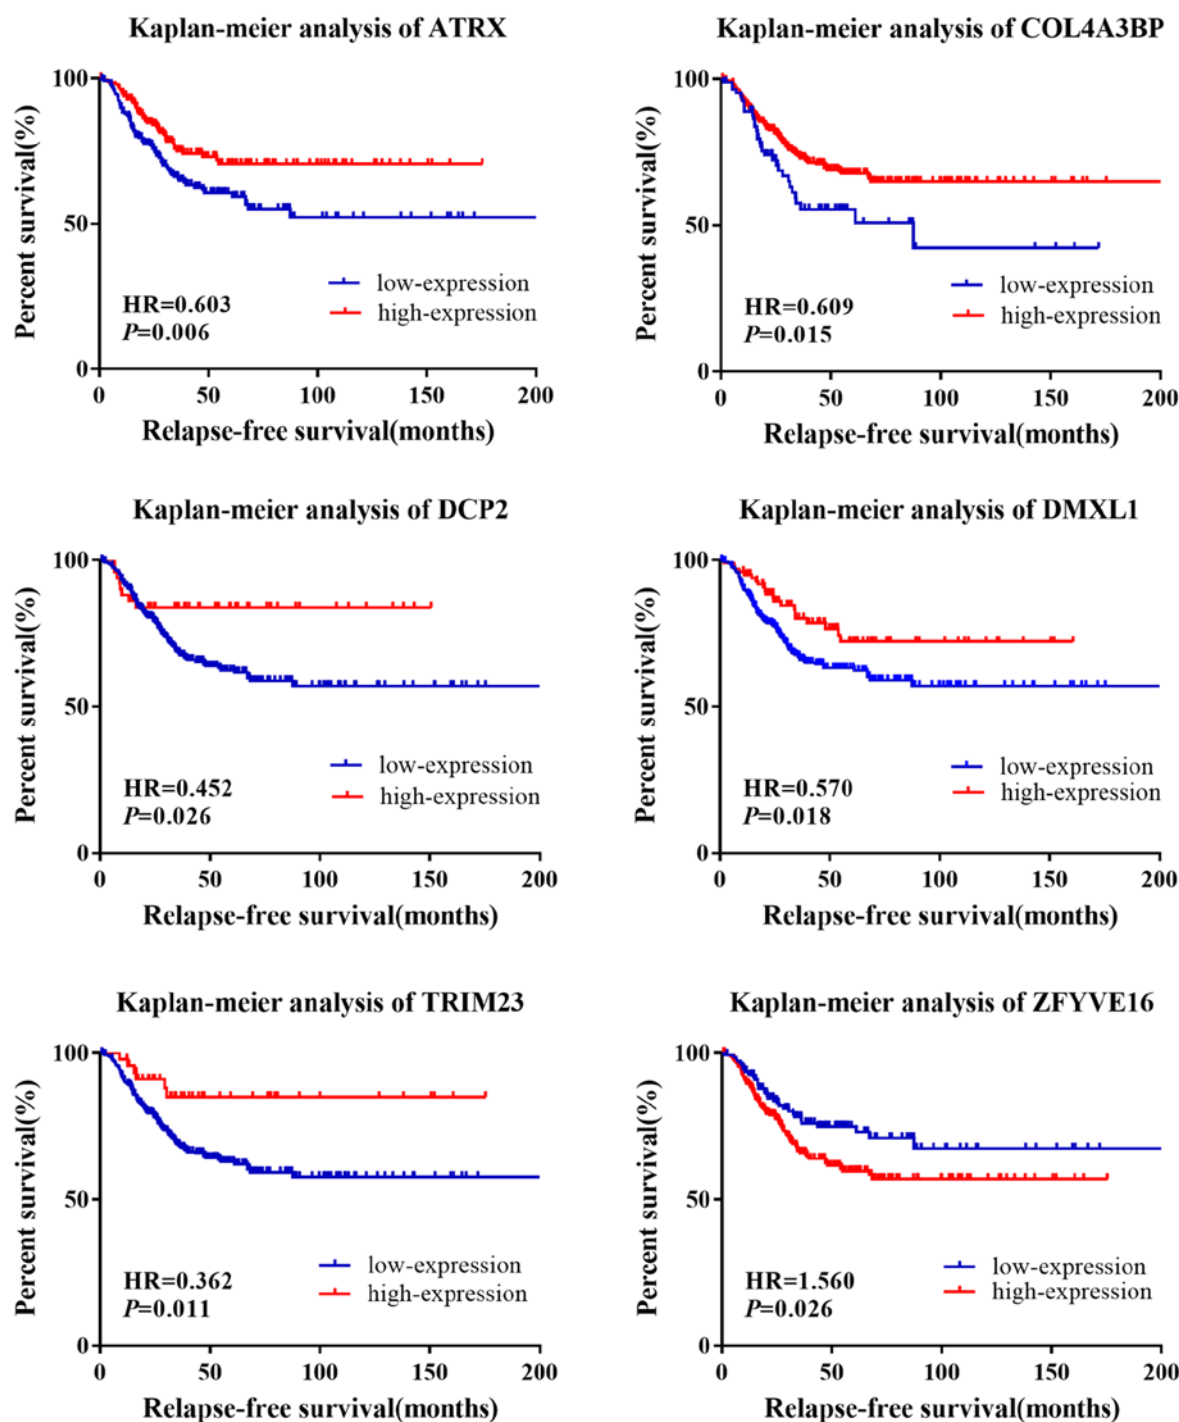 Kaplan-meier analysis of ATRX
Percent survival(%)
100
50
0
low-expression
high-expression
HR=0.603
P=0.006
0 50 100 150 200
Relapse-free survival(months)
Kaplan-meier analysis of COL4A3BP
Percent survival(%)
100
50
0
low-expression
high-expression
HR=0.609
P=0.015
0 50 100 150 200
Relapse-free survival(months)
Kaplan-meier analysis of DCP2
Percent survival(%)
100
50
0
low-expression
high-expression
HR=0.452
P=0.026
0 50 100 150 200
Relapse-free survival(months)
Kaplan-meier analysis of DMXL1
Percent survival(%)
100
50
0
low-expression
high-expression
HR=0.570
P=0.018
0 50 100 150 200
Relapse-free survival(months)
Kaplan-meier analysis of TRIM23
Percent survival(%)
100
50
0
low-expression
high-expression
HR=0.362
P=0.011
0 50 100 150 200
Relapse-free survival(months)
Kaplan-meier analysis of ZFYVE16
Percent survival(%)
100
50
0
low-expression
high-expression
HR=1.560
P=0.026
0 50 100 150 200
Relapse-free survival(months)